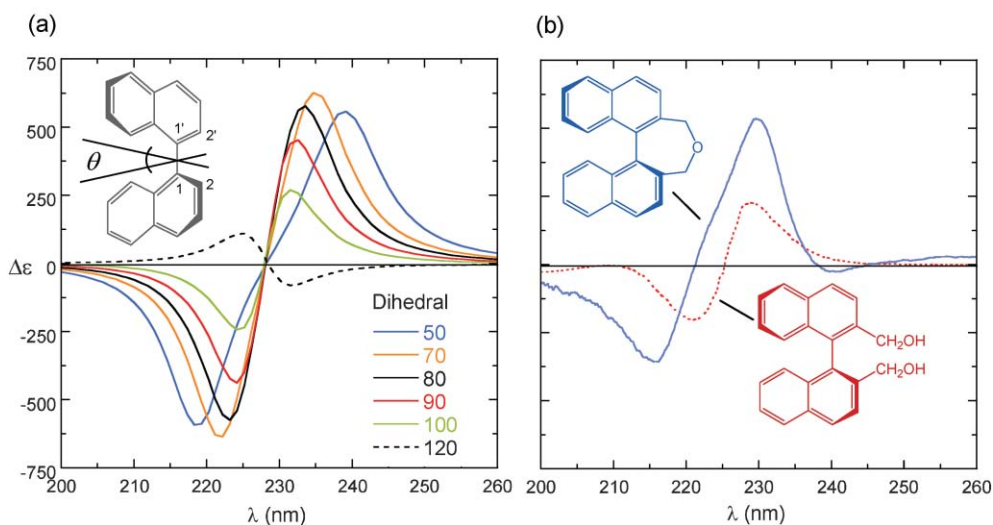 (a)
750
500
250
0
-250
-500
-750
Δε
200 210 220 230 240 250 260
λ (nm)
1'
2'
θ
1
2
Dihedral
50
70
80
90
100
120
(b)
O
CH₂OH
CH₂OH
200 210 220 230 240 250 260
λ (nm)